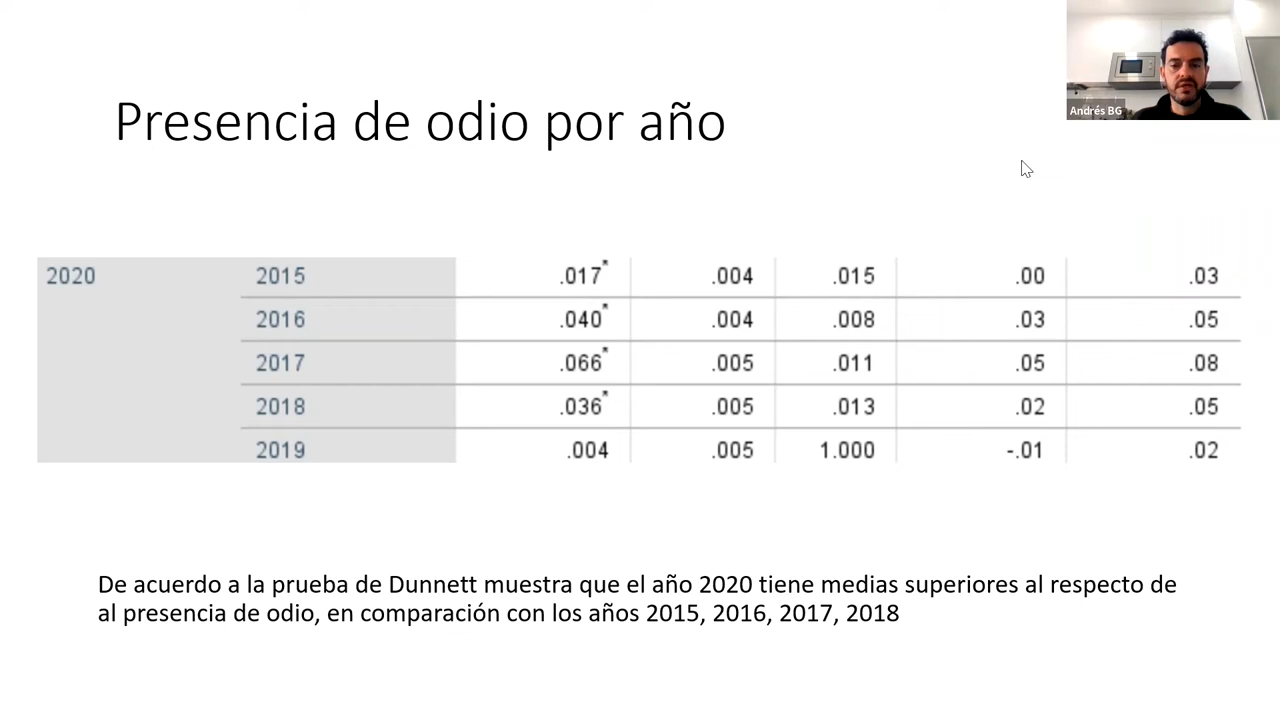 Andrés BG
Presencia de odio por año
2020 2015 .017* .004 .015 .00 .03
2016 .040* .004 .008 .03 .05
2017 .066* .005 .011 .05 .08
2018 .036* .005 .013 .02 .05
2019 .004 .005 1.000 -.01 .02
De acuerdo a la prueba de Dunnett muestra que el año 2020 tiene medias superiores al respecto de
al presencia de odio, en comparación con los años 2015, 2016, 2017, 2018